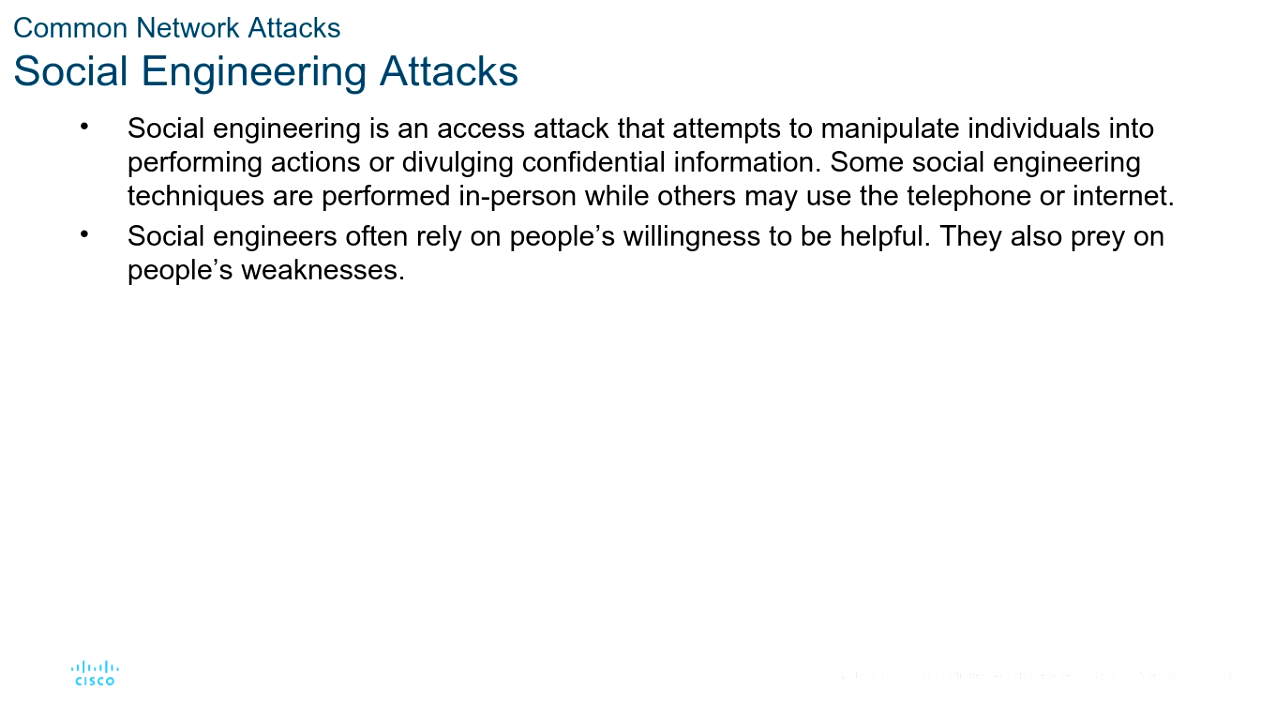 Common Network Attacks
Social Engineering Attacks
• Social engineering is an access attack that attempts to manipulate individuals into
performing actions or divulging confidential information. Some social engineering
techniques are performed in-person while others may use the telephone or internet.
• Social engineers often rely on people’s willingness to be helpful. They also prey on
people’s weaknesses.
CISCO